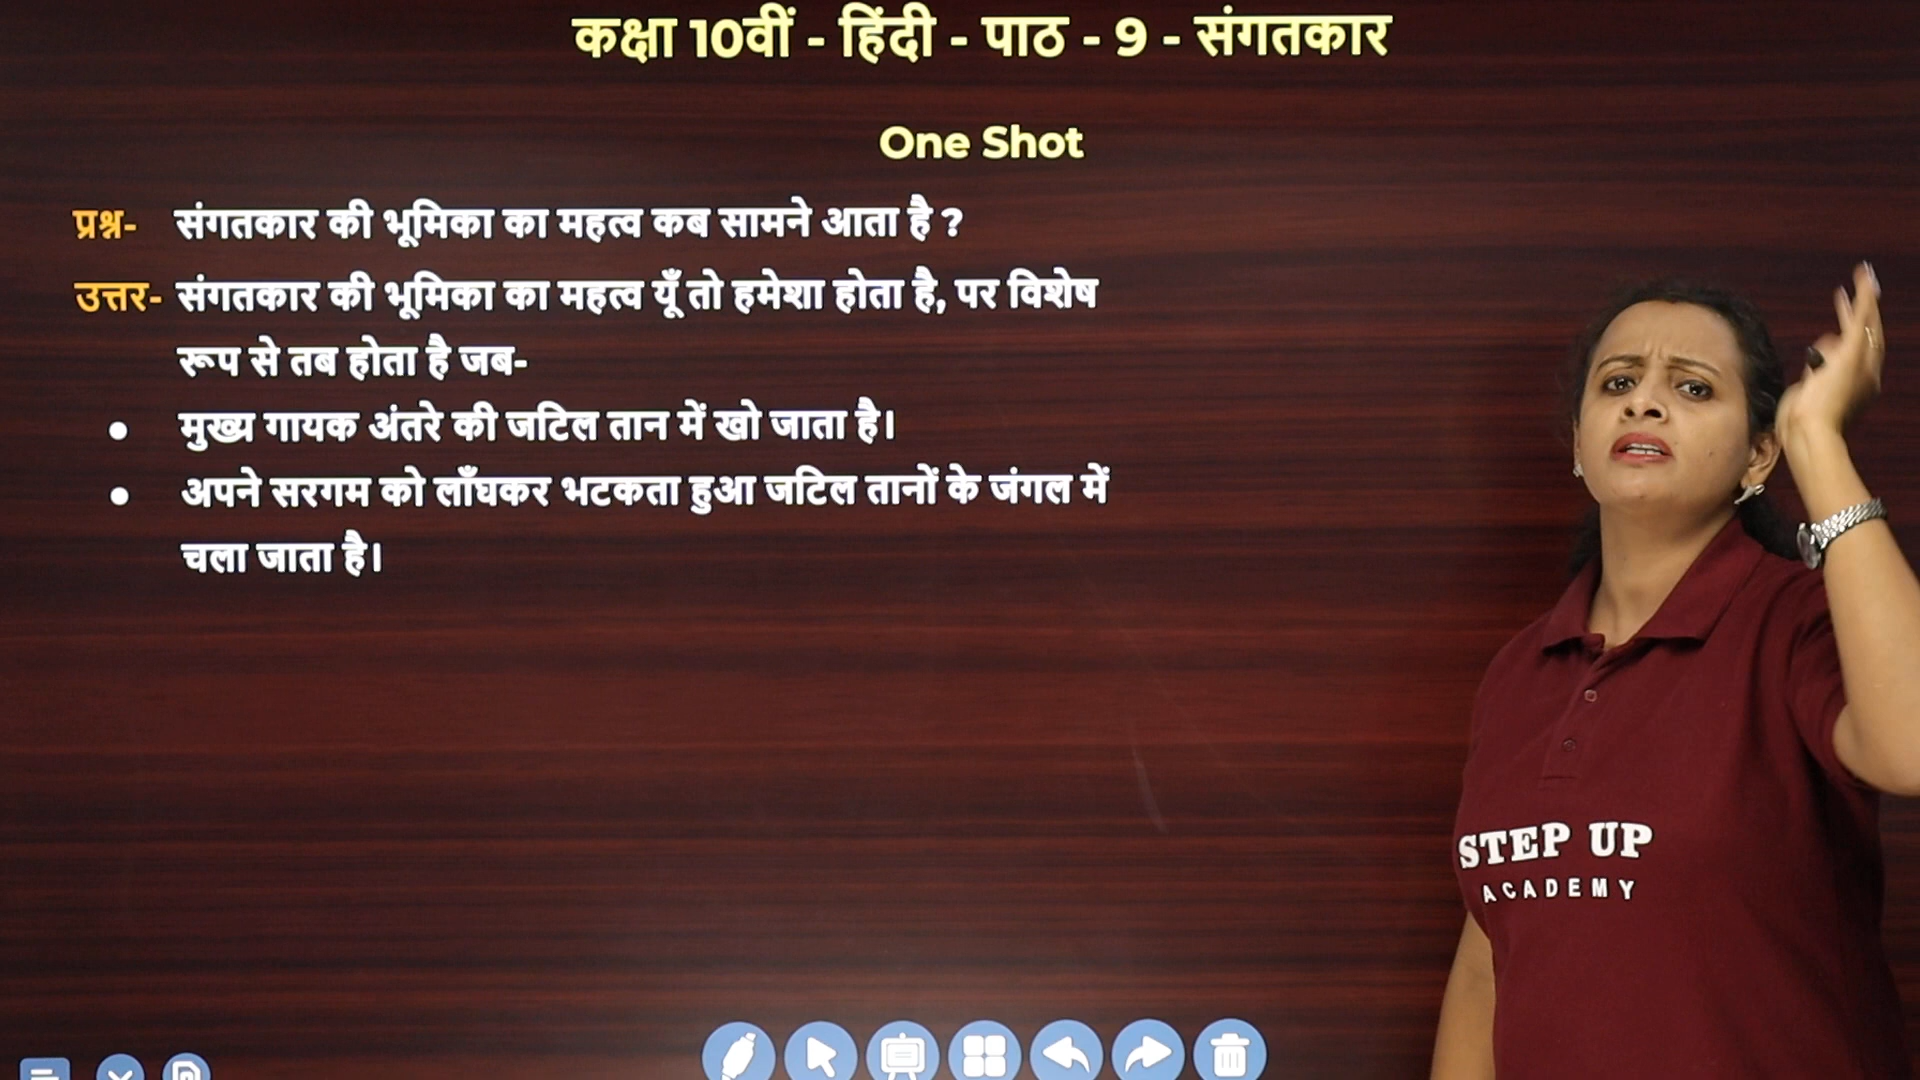 कक्षा 10वीं - हिंदी - पाठ - 9 - संगतकार
One Shot
प्रश्न- संगतकार की भूमिका का महत्व कब सामने आता है ?
उत्तर- संगतकार की भूमिका का महत्व यूँ तो हमेशा होता है, पर विशेष
रूप से तब होता है जब-
• मुख्य गायक अंतरे की जटिल तान में खो जाता है।
• अपने सरगम को लाँघकर भटकता हुआ जटिल तानों के जंगल में
चला जाता है।
STEP UP
ACADEMY